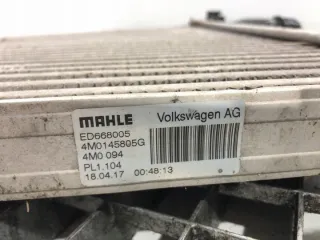 MAHLE Volkswagen AG
ED668005
4M0145805G
4M0 094
PL1.104
18.04.17 00:48:13